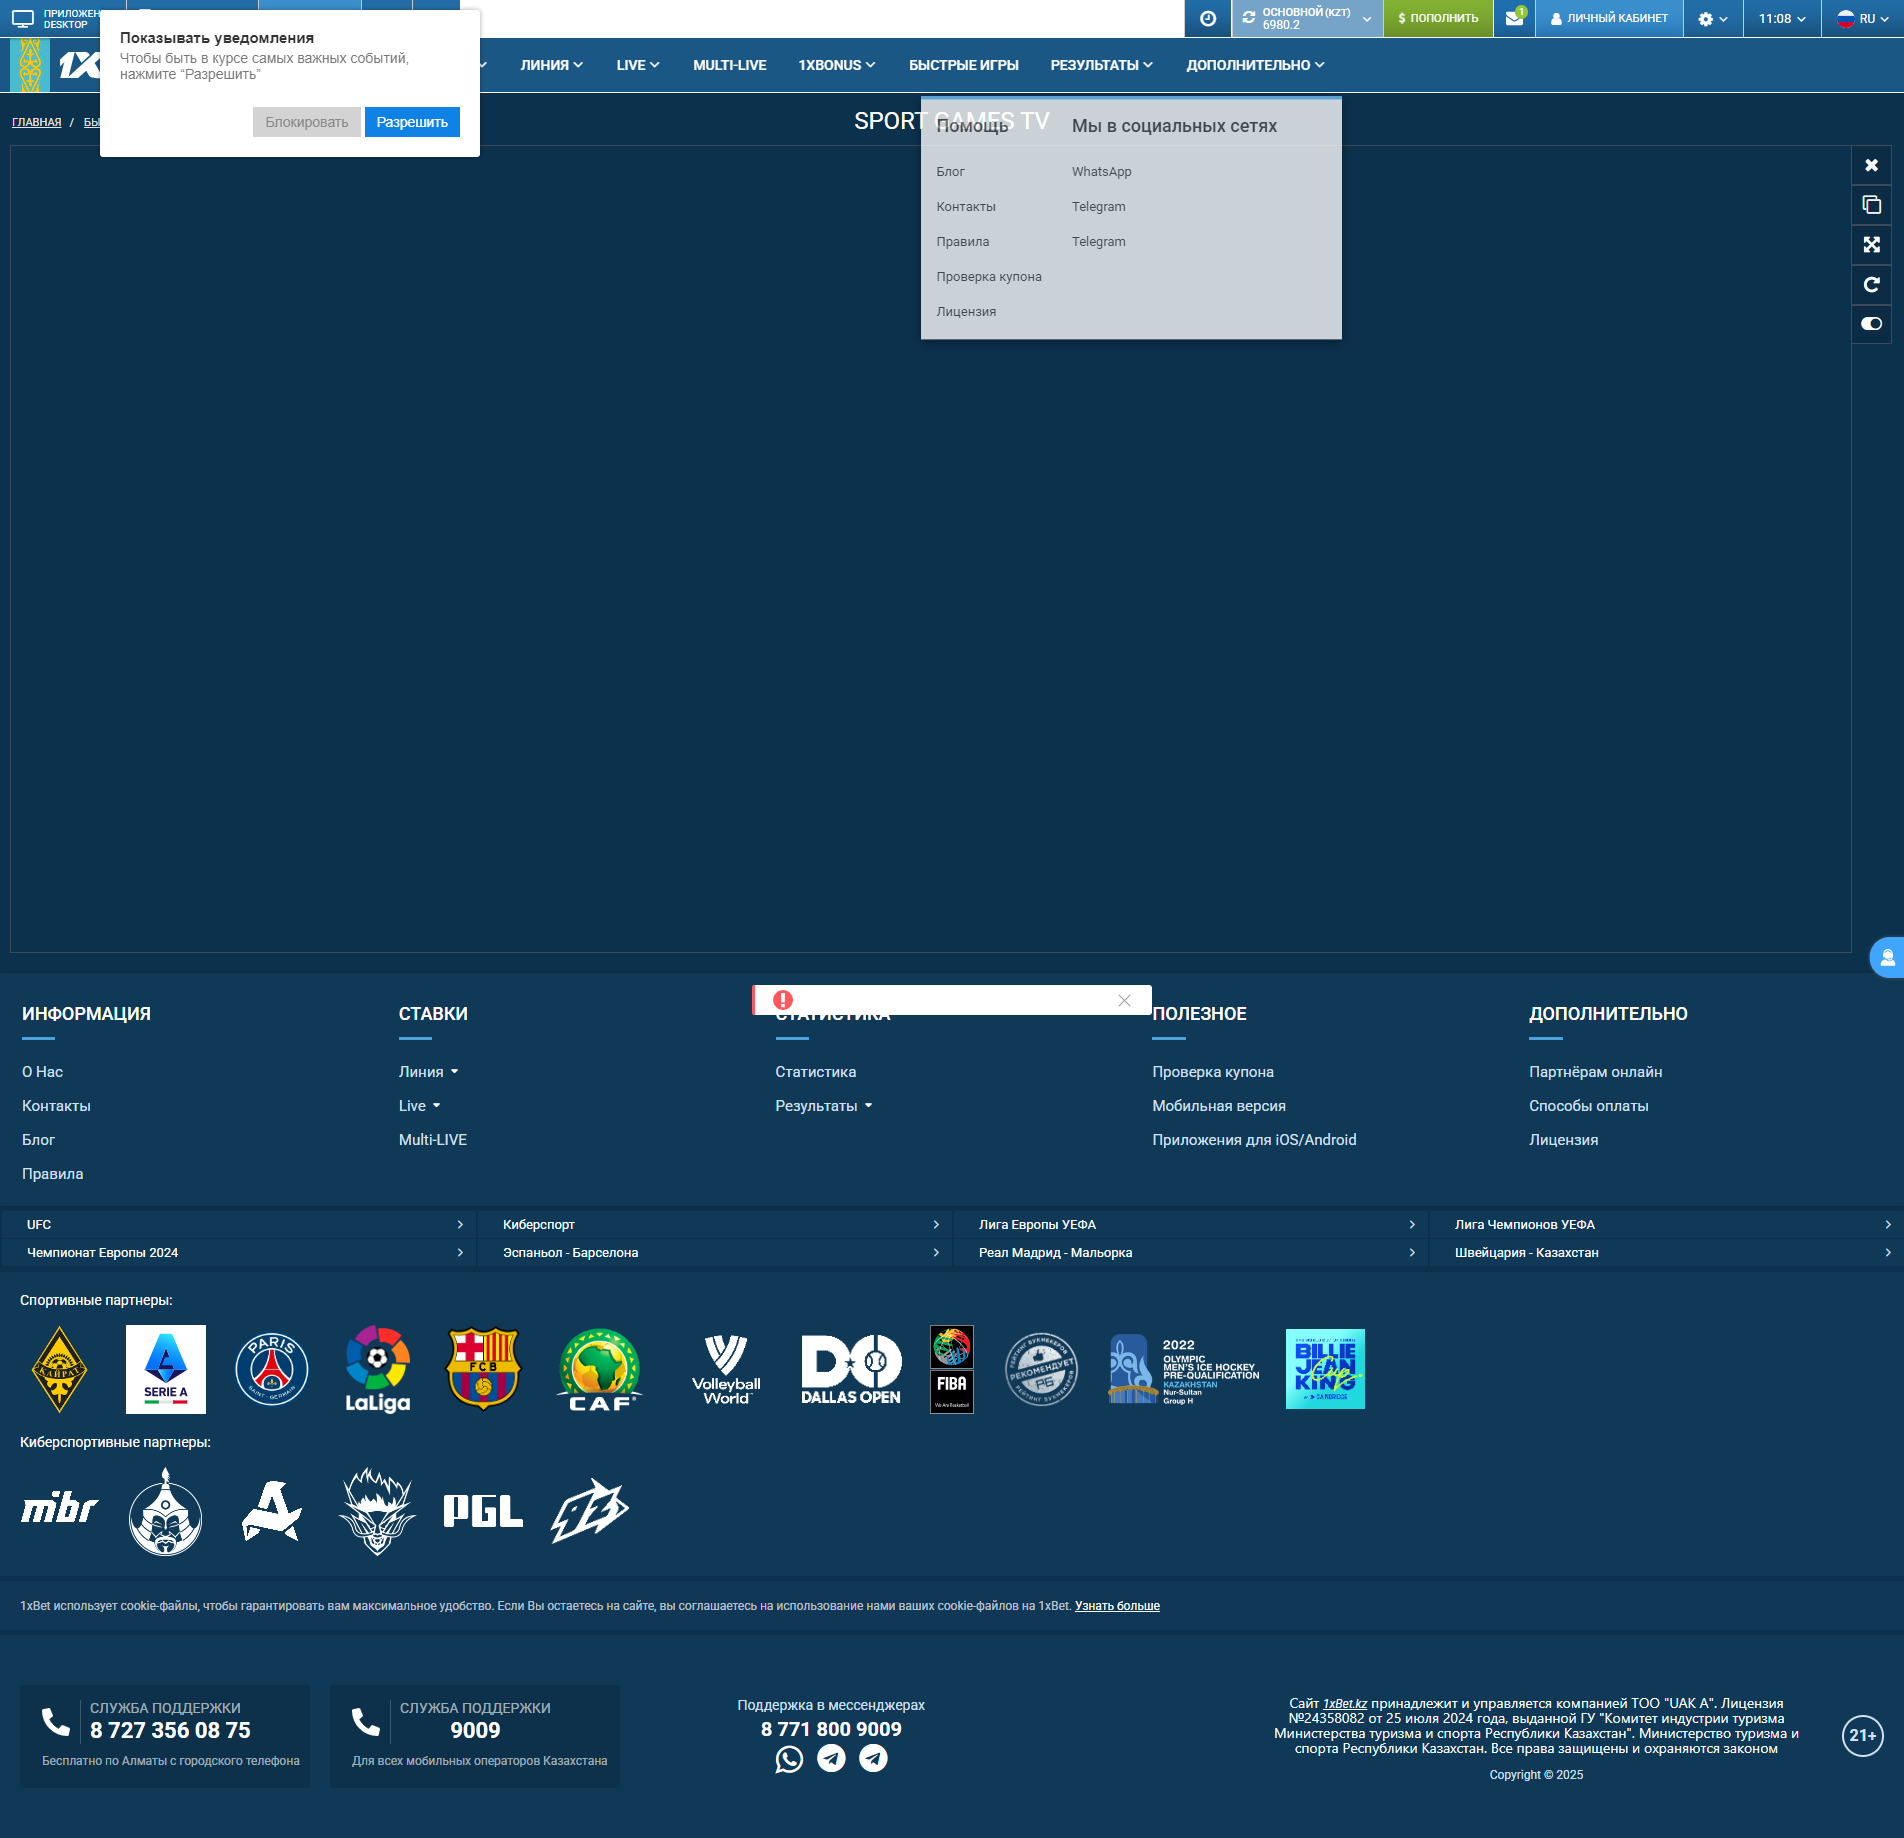 ПРИЛОЖЕН
DESKTOP
ОСНОВНОЙ (KZT)
6980.2
$ ПОПОЛНИТЬ
1
ЛИЧНЫЙ КАБИНЕТ
11:08
RU
Показывать уведомления
Чтобы быть в курсе самых важных событий,
нажмите “Разрешить”
Блокировать
Разрешить
1X
ЛИНИЯ
LIVE
MULTI-LIVE
1XBONUS
БЫСТРЫЕ ИГРЫ
РЕЗУЛЬТАТЫ
ДОПОЛНИТЕЛЬНО
ГЛАВНАЯ / БЫ
SPORT GAMES TV
Помощь
Мы в социальных сетях
Блог
WhatsApp
Контакты
Telegram
Правила
Telegram
Проверка купона
Лицензия
ИНФОРМАЦИЯ
О Нас
Контакты
Блог
Правила
СТАВКИ
Линия
Live
Multi-LIVE
СТАТИСТИКА
Статистика
Результаты
ПОЛЕЗНОЕ
Проверка купона
Мобильная версия
Приложения для iOS/Android
ДОПОЛНИТЕЛЬНО
Партнёрам онлайн
Способы оплаты
Лицензия
UFC
Киберспорт
Лига Европы УЕФА
Лига Чемпионов УЕФА
Чемпионат Европы 2024
Эспаньол - Барселона
Реал Мадрид - Мальорка
Швейцария - Казахстан
Спортивные партнеры:
КАЙРАТ
SERIE A
PARIS
SAINT-GERMAIN
LaLiga
FCB
CAF
Volleyball
World
DALLAS OPEN
FIBA
We Are Basketball
РЕЙТИНГ БУКМЕКЕРОВ
РЕКОМЕНДУЕТ
РБ
РЕЙТИНГ БУКМЕКЕРОВ
2022
OLYMPIC
MEN'S ICE HOCKEY
PRE-QUALIFICATION
KAZAKHSTAN
Nur-Sultan
Group H
BILLIE
JEAN
KING
Cup
Киберспортивные партнеры:
mibr
PGL
1xBet использует cookie-файлы, чтобы гарантировать вам максимальное удобство. Если Вы остаетесь на сайте, вы соглашаетесь на использование нами ваших cookie-файлов на 1xBet. Узнать больше
СЛУЖБА ПОДДЕРЖКИ
8 727 356 08 75
Бесплатно по Алматы с городского телефона
СЛУЖБА ПОДДЕРЖКИ
9009
Для всех мобильных операторов Казахстана
Поддержка в мессенджерах
8 771 800 9009
Сайт 1xBet.kz принадлежит и управляется компанией ТОО "UAK A". Лицензия
№24358082 от 25 июля 2024 года, выданной ГУ "Комитет индустрии туризма
Министерства туризма и спорта Республики Казахстан". Министерство туризма и
спорта Республики Казахстан. Все права защищены и охраняются законом
Copyright © 2025
21+